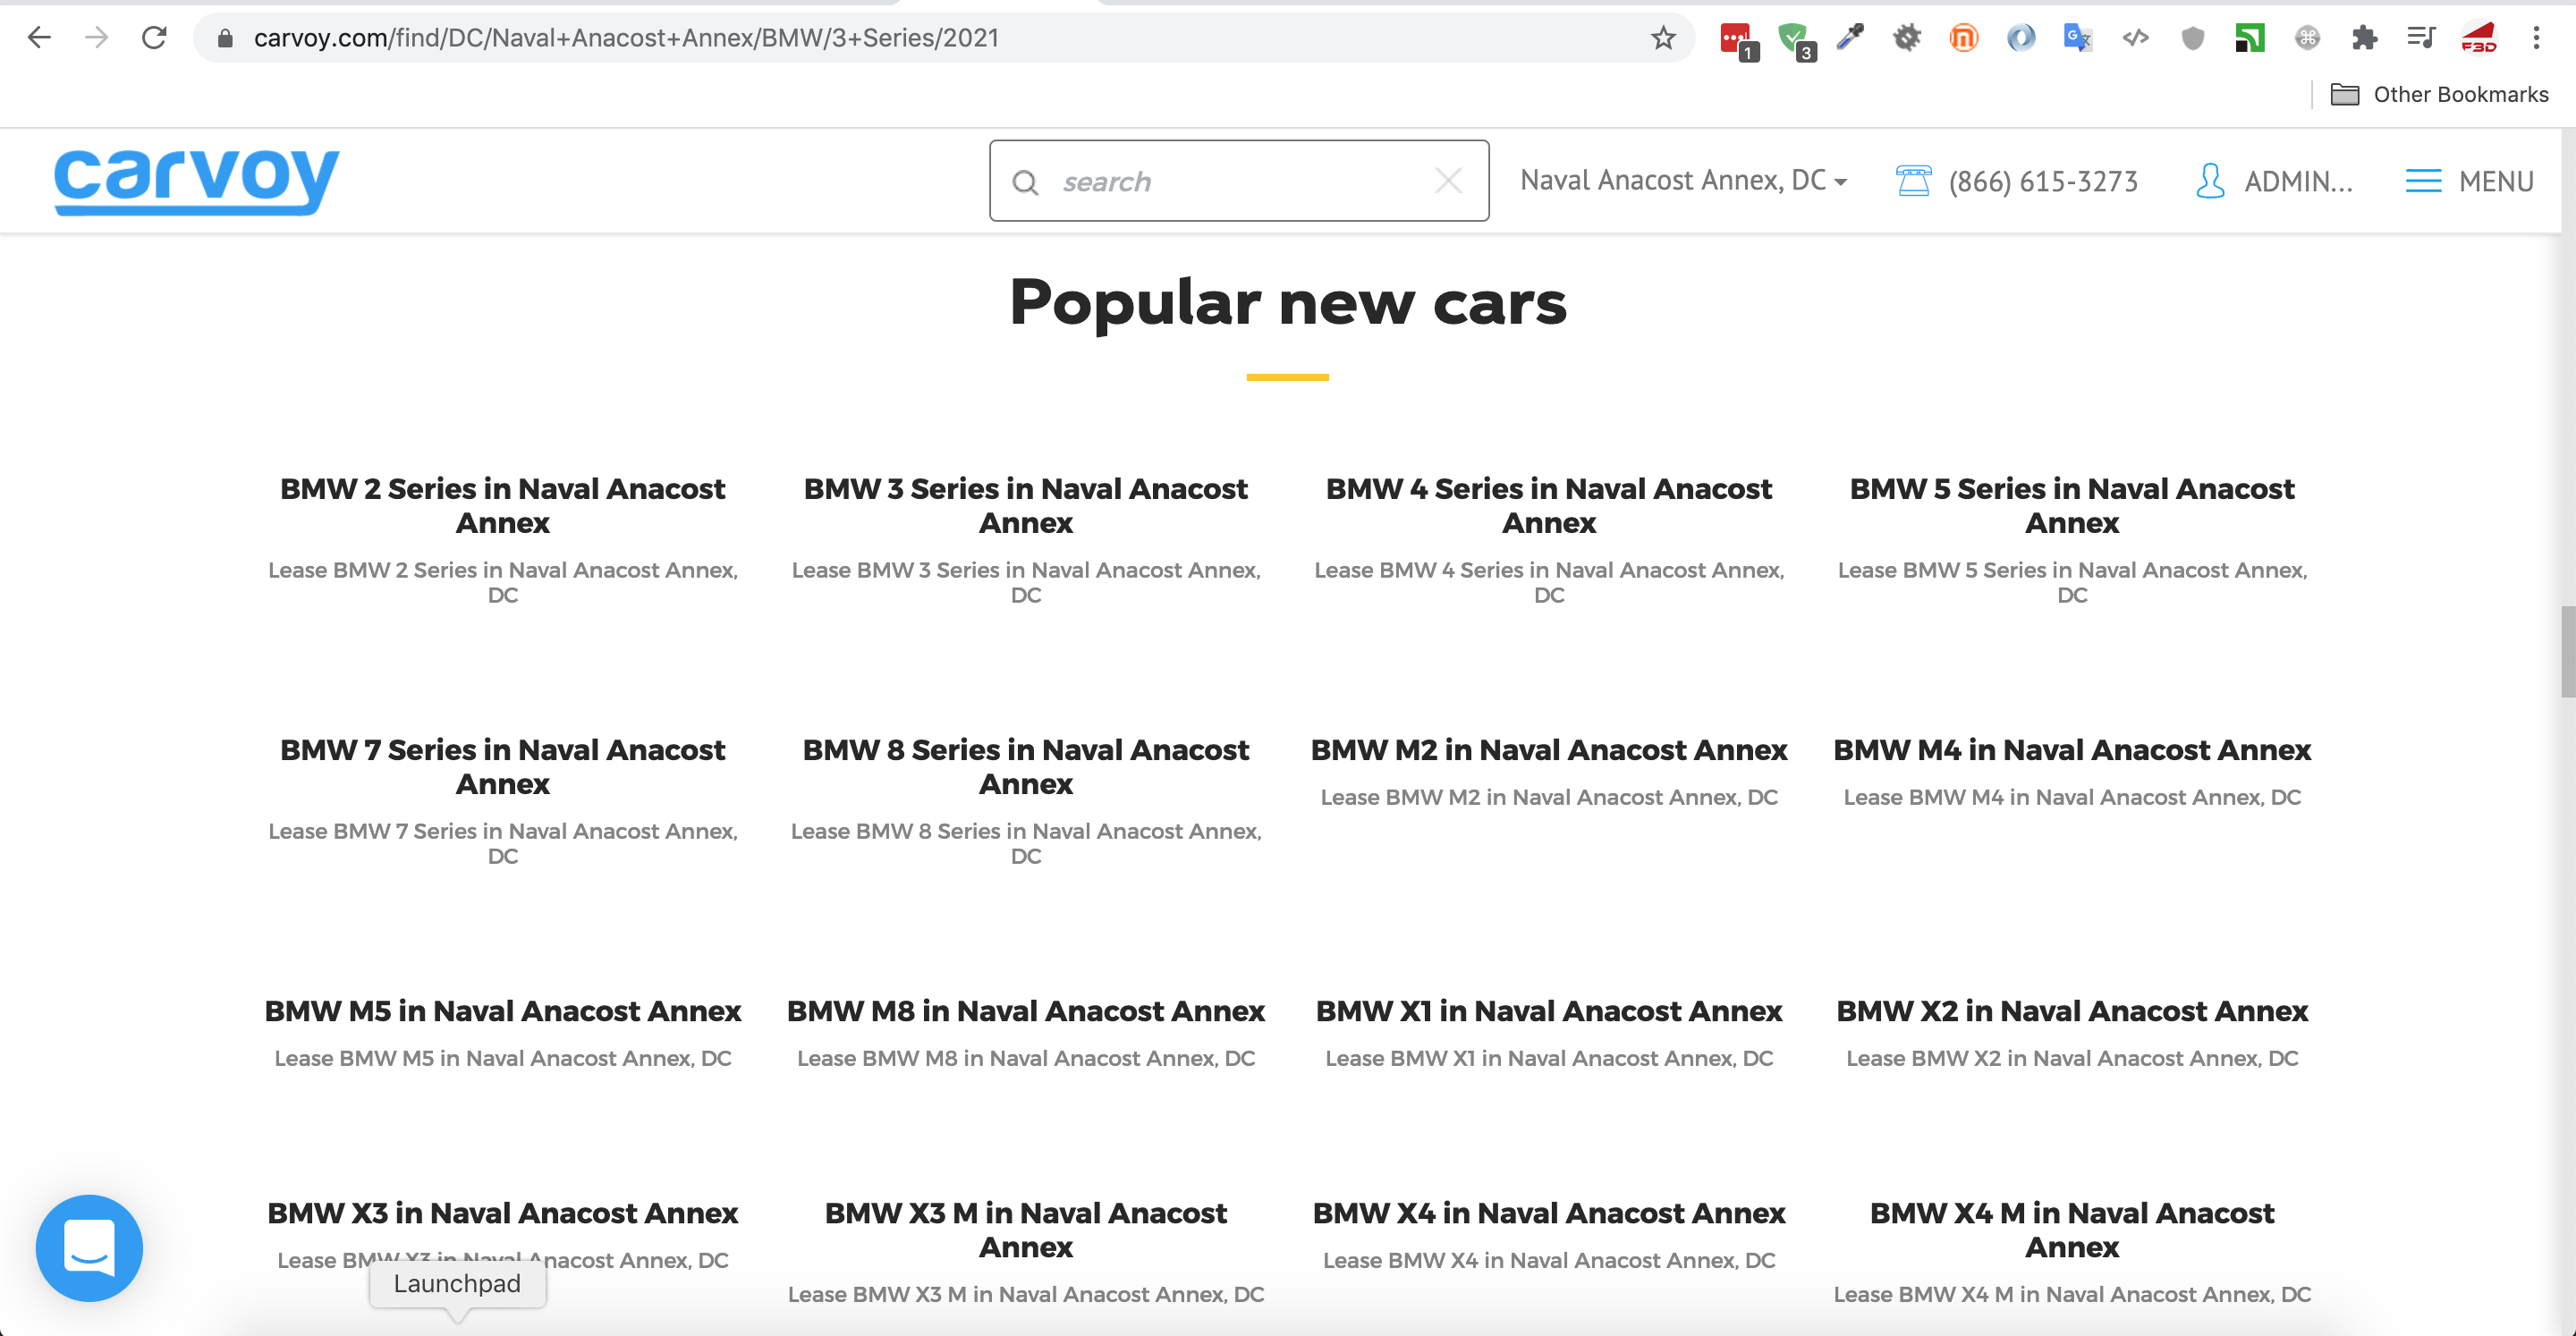 carvoy.com/find/DC/Naval+Anacost+Annex/BMW/3+Series/2021
1
3
F3D
Other Bookmarks
carvoy
search
Naval Anacost Annex, DC
(866) 615-3273
ADMIN...
MENU
Popular new cars
BMW 2 Series in Naval Anacost
Annex
Lease BMW 2 Series in Naval Anacost Annex,
DC
BMW 3 Series in Naval Anacost
Annex
Lease BMW 3 Series in Naval Anacost Annex,
DC
BMW 4 Series in Naval Anacost
Annex
Lease BMW 4 Series in Naval Anacost Annex,
DC
BMW 5 Series in Naval Anacost
Annex
Lease BMW 5 Series in Naval Anacost Annex,
DC
BMW 7 Series in Naval Anacost
Annex
Lease BMW 7 Series in Naval Anacost Annex,
DC
BMW 8 Series in Naval Anacost
Annex
Lease BMW 8 Series in Naval Anacost Annex,
DC
BMW M2 in Naval Anacost Annex
Lease BMW M2 in Naval Anacost Annex, DC
BMW M4 in Naval Anacost Annex
Lease BMW M4 in Naval Anacost Annex, DC
BMW M5 in Naval Anacost Annex
Lease BMW M5 in Naval Anacost Annex, DC
BMW M8 in Naval Anacost Annex
Lease BMW M8 in Naval Anacost Annex, DC
BMW X1 in Naval Anacost Annex
Lease BMW X1 in Naval Anacost Annex, DC
BMW X2 in Naval Anacost Annex
Lease BMW X2 in Naval Anacost Annex, DC
BMW X3 in Naval Anacost Annex
Lease BMW X3 in Naval Anacost Annex, DC
BMW X3 M in Naval Anacost
Annex
Lease BMW X3 M in Naval Anacost Annex, DC
BMW X4 in Naval Anacost Annex
Lease BMW X4 in Naval Anacost Annex, DC
BMW X4 M in Naval Anacost
Annex
Lease BMW X4 M in Naval Anacost Annex, DC
Launchpad